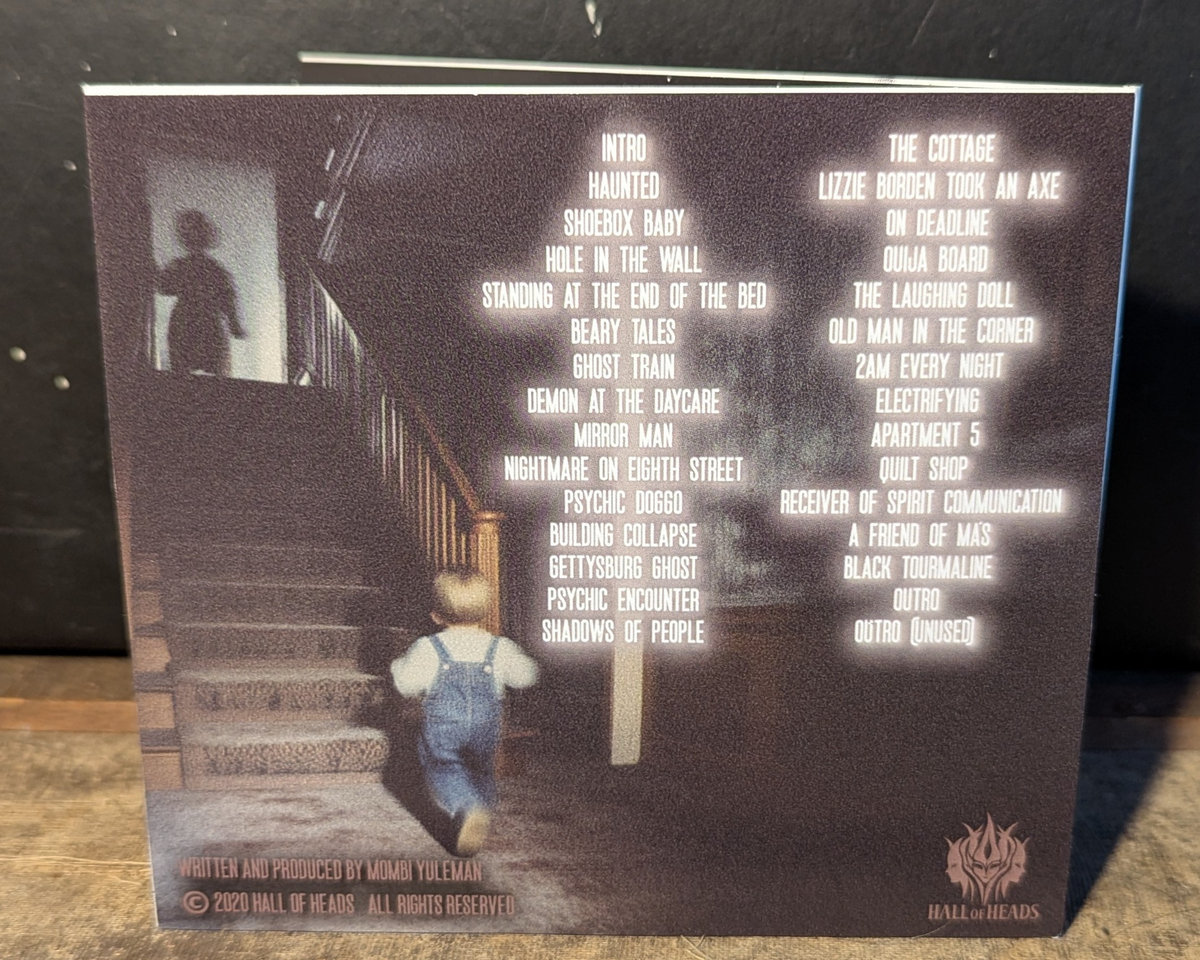 INTRO
HAUNTED
SHOEBOX BABY
HOLE IN THE WALL
STANDING AT THE END OF THE BED
BEARY TALES
GHOST TRAIN
DEMON AT THE DAYCARE
MIRROR MAN
NIGHTMARE ON EIGHTH STREET
PSYCHIC DOGGO
BUILDING COLLAPSE
GETTYSBURG GHOST
PSYCHIC ENCOUNTER
SHADOWS OF PEOPLE
THE COTTAGE
LIZZIE BORDEN TOOK AN AXE
ON DEADLINE
OUIJA BOARD
THE LAUGHING DOLL
OLD MAN IN THE CORNER
2AM EVERY NIGHT
ELECTRIFYING
APARTMENT 5
QUILT SHOP
RECEIVER OF SPIRIT COMMUNICATION
A FRIEND OF MA'S
BLACK TOURMALINE
OUTRO
OUTRO (UNUSED)
WRITTEN AND PRODUCED BY MOMBI YULEMAN
© 2020 HALL OF HEADS ALL RIGHTS RESERVED
HALL OF HEADS